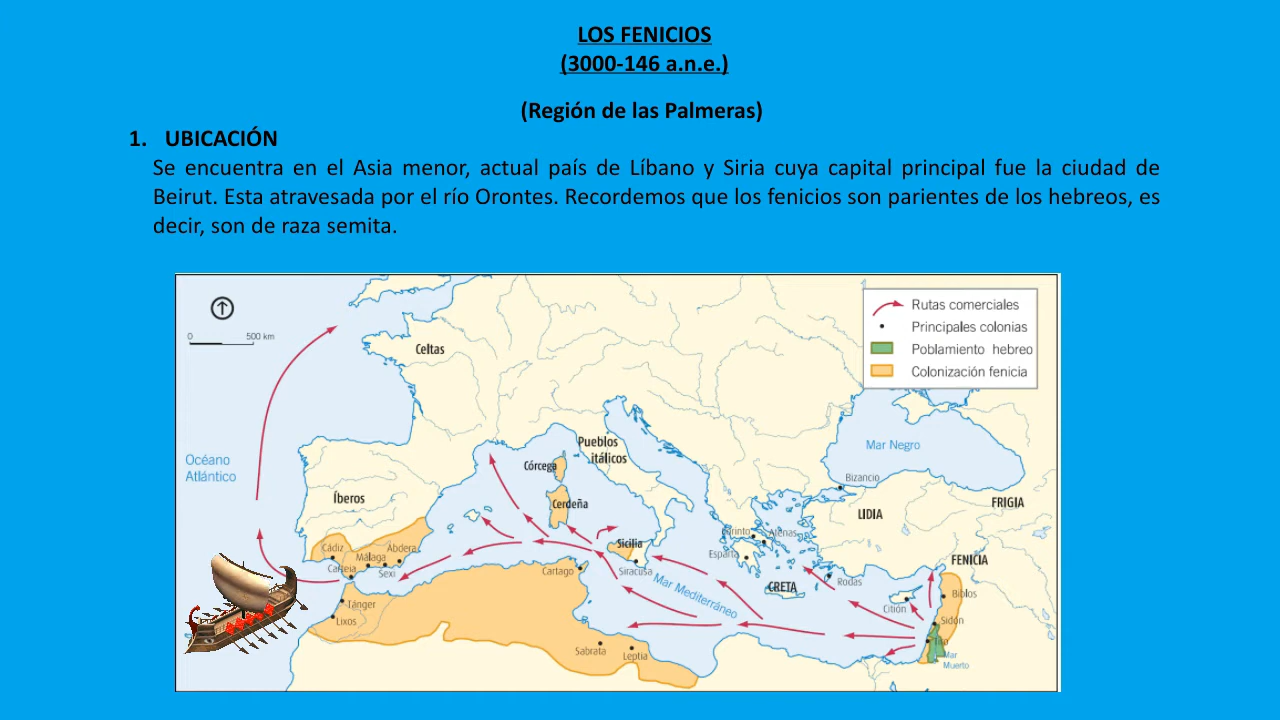 LOS FENICIOS
(3000-146 a.n.e.)
(Región de las Palmeras)
1. UBICACIÓN
Se encuentra en el Asia menor, actual país de Líbano y Siria cuya capital principal fue la ciudad de
Beirut. Esta atravesada por el río Orontes. Recordemos que los fenicios son parientes de los hebreos, es
decir, son de raza semita.
0 500 km
Rutas comerciales
Principales colonias
Poblamiento hebreo
Colonización fenicia
Celtas
Océano
Atlántico
Íberos
Córcega
Pueblos
itálicos
Cerdeña
Mar Negro
Bizancio
LIDIA
FRIGIA
Cádiz
Málaga
Abdera
Sexi
Tánger
Lixos
Cartago
Sicilia
Siracusa
Atenas
CRETA
Rodas
FENICIA
Biblos
Citión
Sidón
Mar Mediterráneo
Sabrata
Leptia
Mar
Muerto